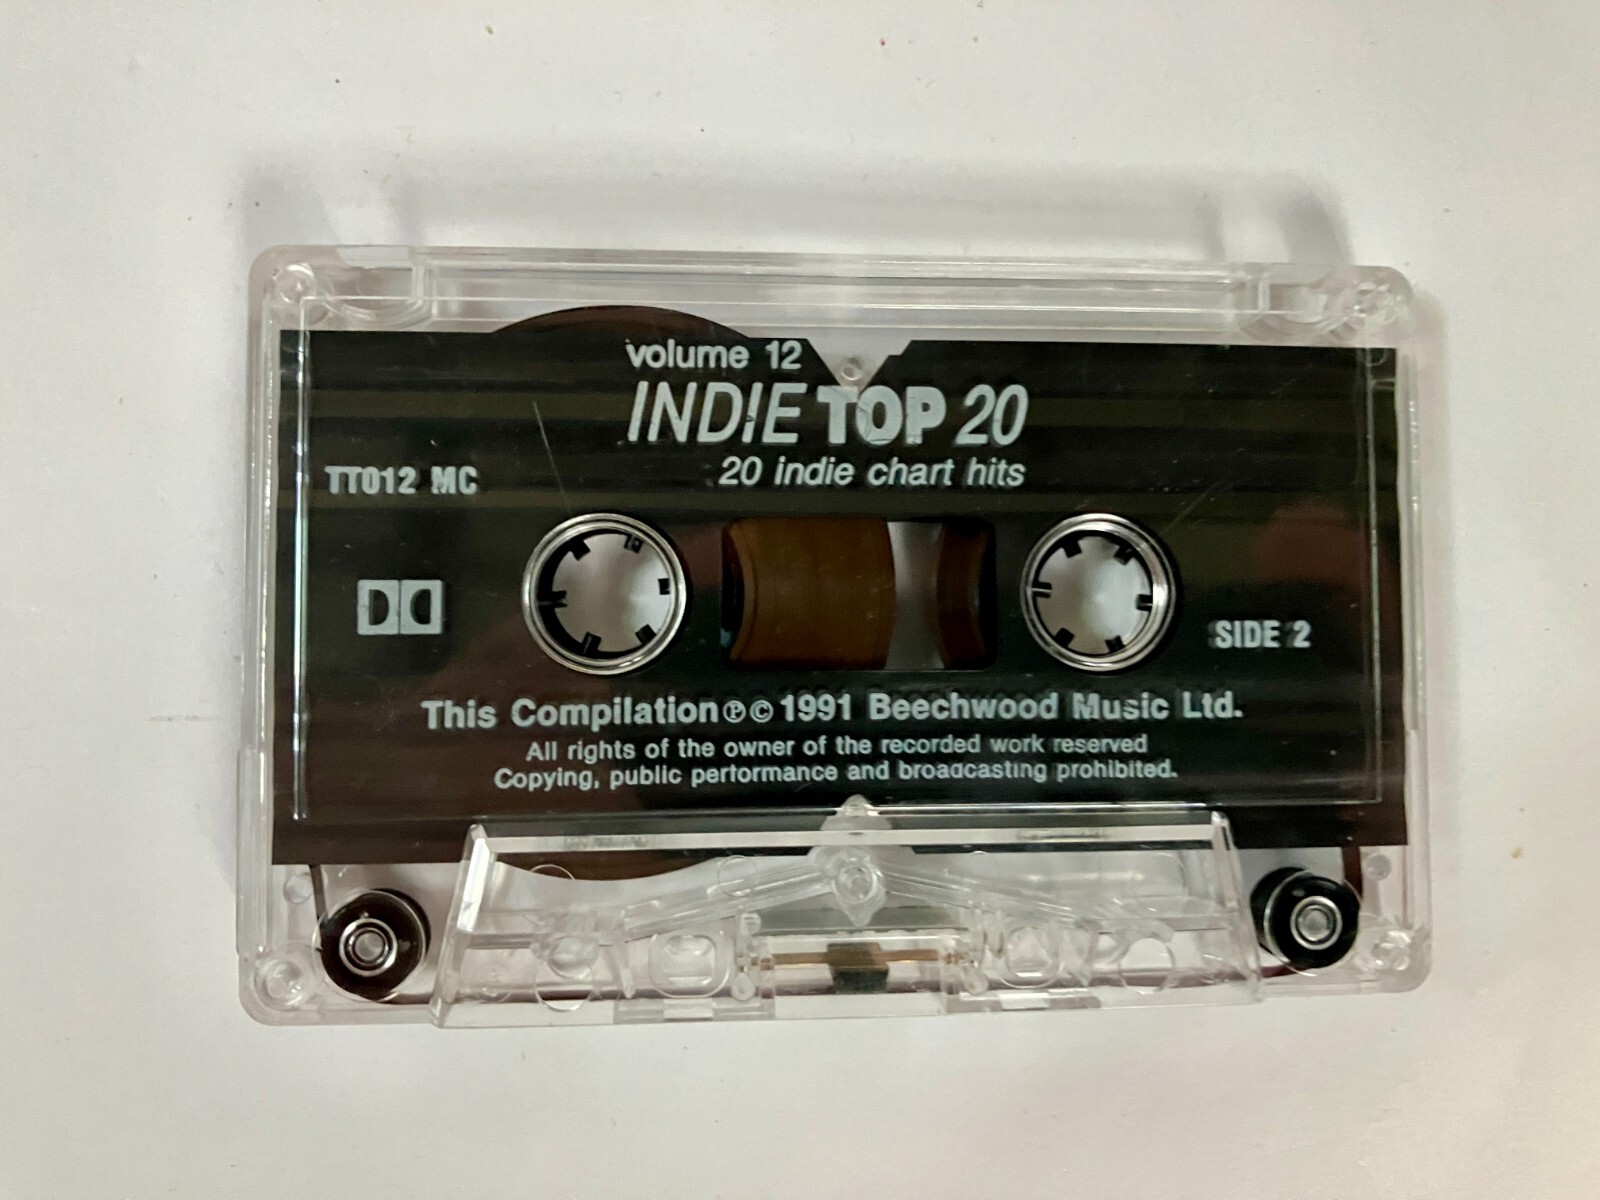 volume 12
INDIE TOP 20
20 indie chart hits
TT012 MC
SIDE 2
This Compilation ℗ © 1991 Beechwood Music Ltd.
All rights of the owner of the recorded work reserved
Copying, public performance and broadcasting prohibited.